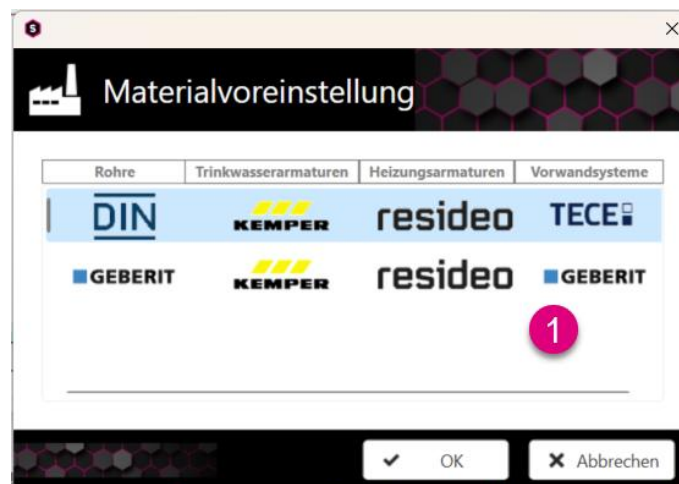 S
Materialvoreinstellung
Rohre Trinkwasserarmaturen Heizungsarmaturen Vorwandsysteme
DIN KEMPER resideo TECE
GEBERIT KEMPER resideo GEBERIT
1
OK Abbrechen